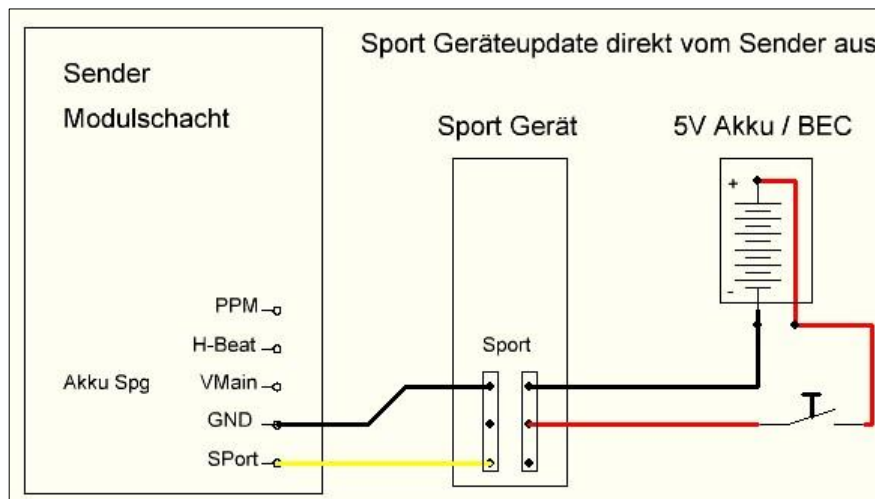 Sport Geräteupdate direkt vom Sender aus
Sender
Modulschacht
Sport Gerät
5V Akku / BEC
+
-
PPM
H-Beat
Akku Spg VMain
GND
SPort
Sport